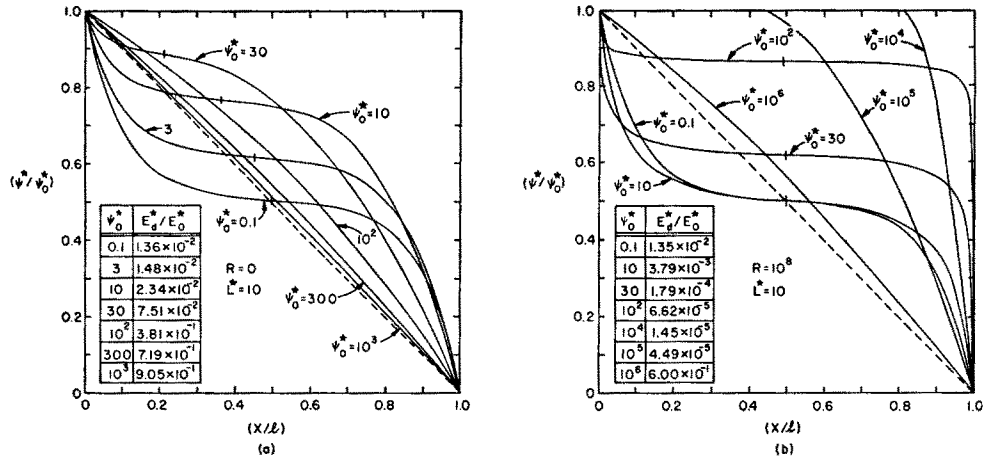 1.0
0.8
0.6
(ψ*/ψ₀*)
0.4
0.2
0
0
0.2
0.4
0.6
0.8
1.0
(X/ℓ)
(a)
ψ₀*=30
ψ₀*=10
3
ψ₀*=0.1
10²
ψ₀*=300
ψ₀*=10³
R=0
L*=10
ψ₀* E_d*/E₀*
0.1 1.36×10⁻²
3 1.48×10⁻²
10 2.34×10⁻²
30 7.51×10⁻²
10² 3.81×10⁻¹
300 7.19×10⁻¹
10³ 9.05×10⁻¹
1.0
0.8
0.6
(ψ*/ψ₀*)
0.4
0.2
0
0
0.2
0.4
0.6
0.8
1.0
(X/ℓ)
(b)
ψ₀*=10²
ψ₀*=10⁴
ψ₀*=10⁶
ψ₀*=10⁵
ψ₀*=0.1
ψ₀*=30
ψ₀*=10
R=10⁸
L*=10
ψ₀* E_d*/E₀*
0.1 1.35×10⁻²
10 3.79×10⁻³
30 1.79×10⁻⁴
10² 6.62×10⁻⁵
10⁴ 1.45×10⁻⁵
10⁵ 4.49×10⁻⁵
10⁶ 6.00×10⁻¹